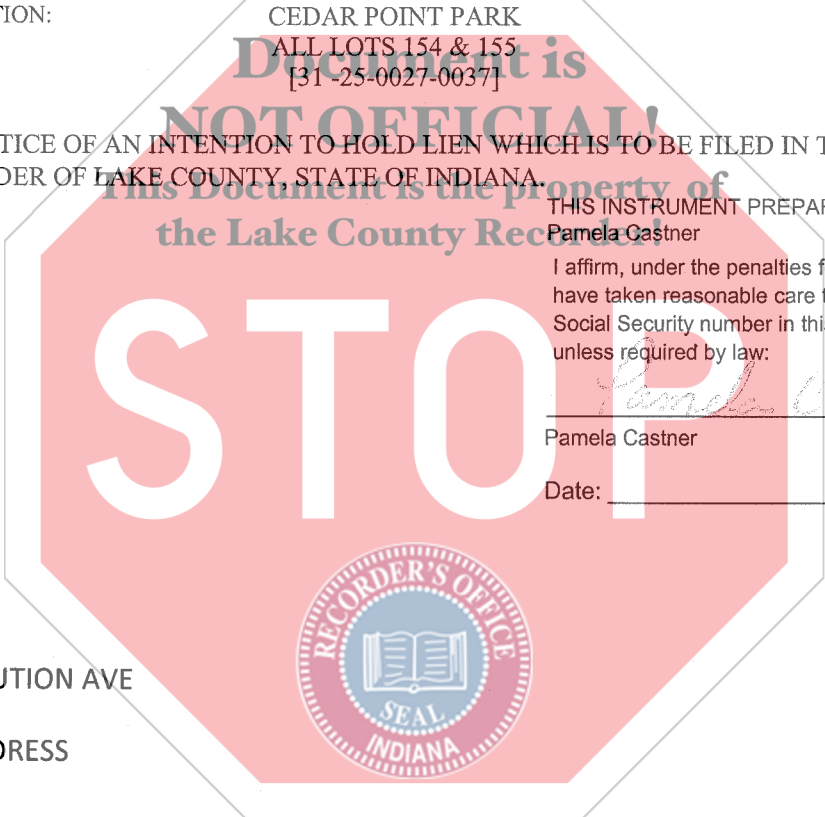 TION:
CEDAR POINT PARK
ALL LOTS 154 & 155
[31 -25-0027-0037]
Document is
NOT OFFICIAL!
TICE OF AN INTENTION TO HOLD LIEN WHICH IS TO BE FILED IN T
DER OF LAKE COUNTY, STATE OF INDIANA.
This Document is the property of
the Lake County Recorder!
THIS INSTRUMENT PREPAR
Pamela Castner
I affirm, under the penalties f
have taken reasonable care t
Social Security number in this
unless required by law:
Pamela C
Pamela Castner
Date:
STOP
RECORDER'S OFFICE
SEAL
INDIANA
UTION AVE
DRESS